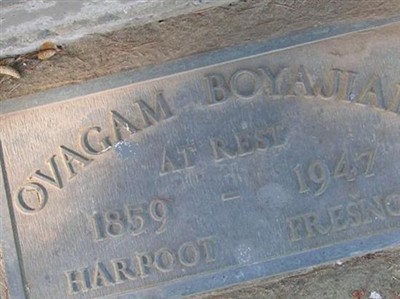 OVAGAM BOYAJIAN
AT REST
1859 - 1947
HARPOOT FRESNO